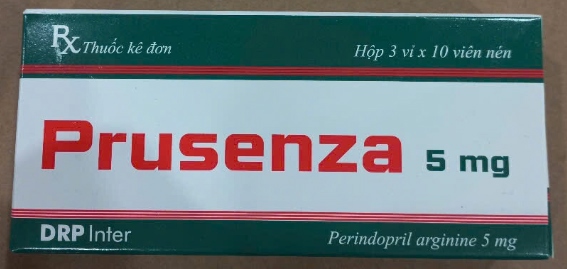 Rx Thuốc kê đơn
Hộp 3 vỉ x 10 viên nén
Prusenza 5 mg
DRP Inter
Perindopril arginine 5 mg